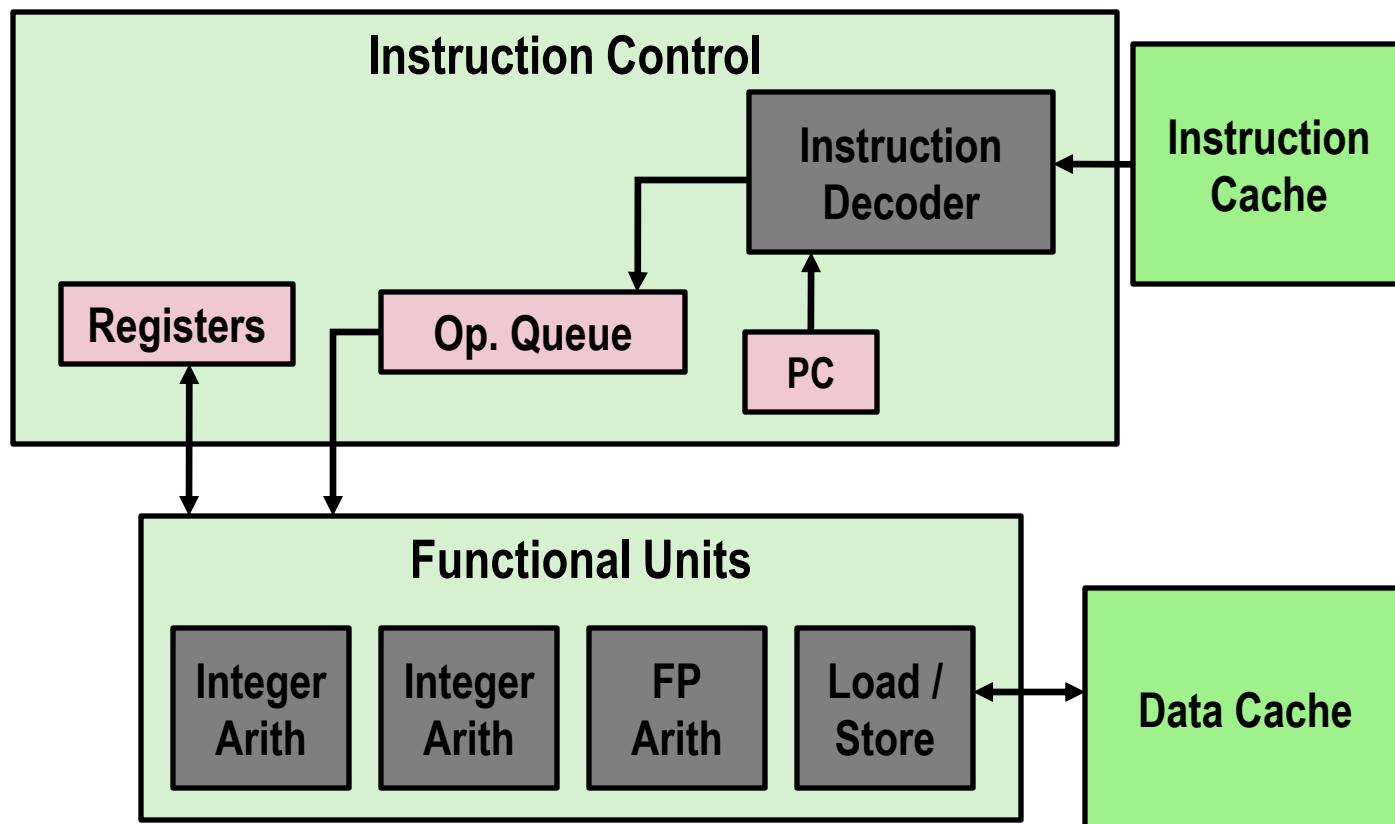 Instruction Control
Instruction
Decoder
Instruction
Cache
Registers
Op. Queue
PC
Functional Units
Integer
Arith
Integer
Arith
FP
Arith
Load /
Store
Data Cache